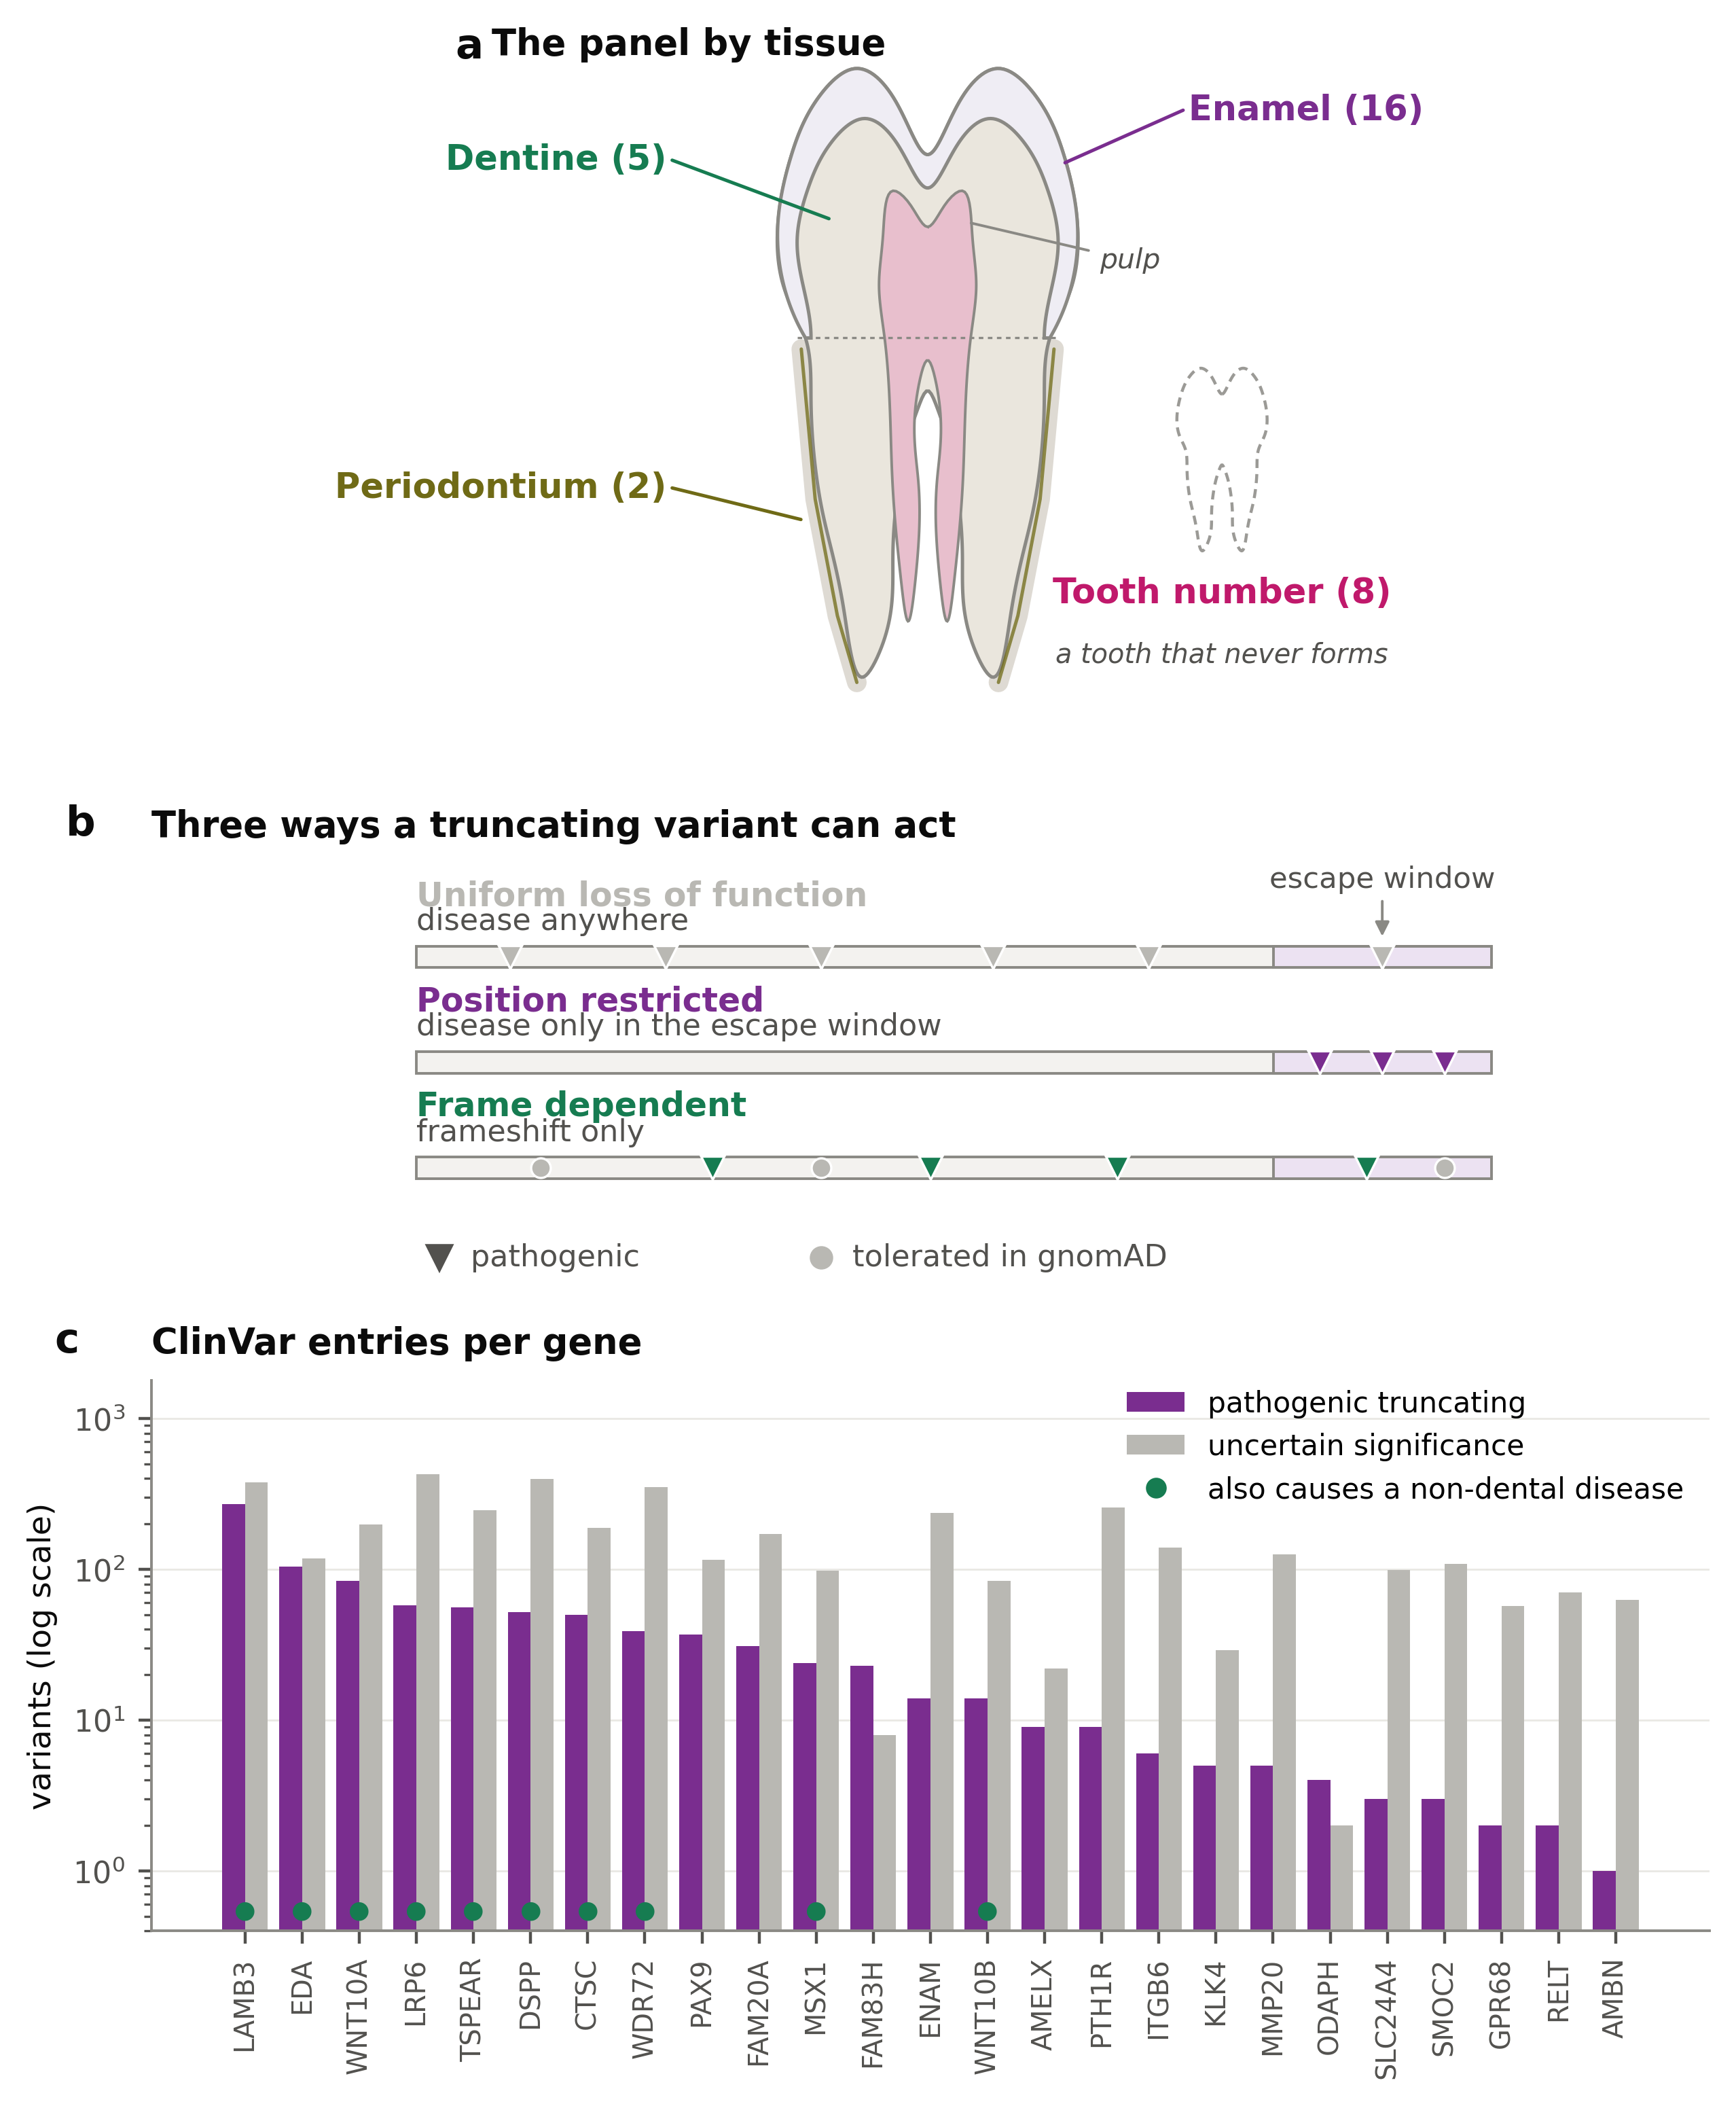 a The panel by tissue
Enamel (16)
Dentine (5)
pulp
Periodontium (2)
Tooth number (8)
a tooth that never forms
b Three ways a truncating variant can act
Uniform loss of function
disease anywhere
escape window
Position restricted
disease only in the escape window
Frame dependent
frameshift only
pathogenic
tolerated in gnomAD
c ClinVar entries per gene
pathogenic truncating
uncertain significance
also causes a non-dental disease
variants (log scale)
10³
10²
10¹
10⁰
LAMB3
EDA
WNT10A
LRP6
TSPEAR
DSPP
CTSC
WDR72
PAX9
FAM20A
MSX1
FAM83H
ENAM
WNT10B
AMELX
PTH1R
ITGB6
KLK4
MMP20
ODAPH
SLC24A4
SMOC2
GPR68
RELT
AMBN